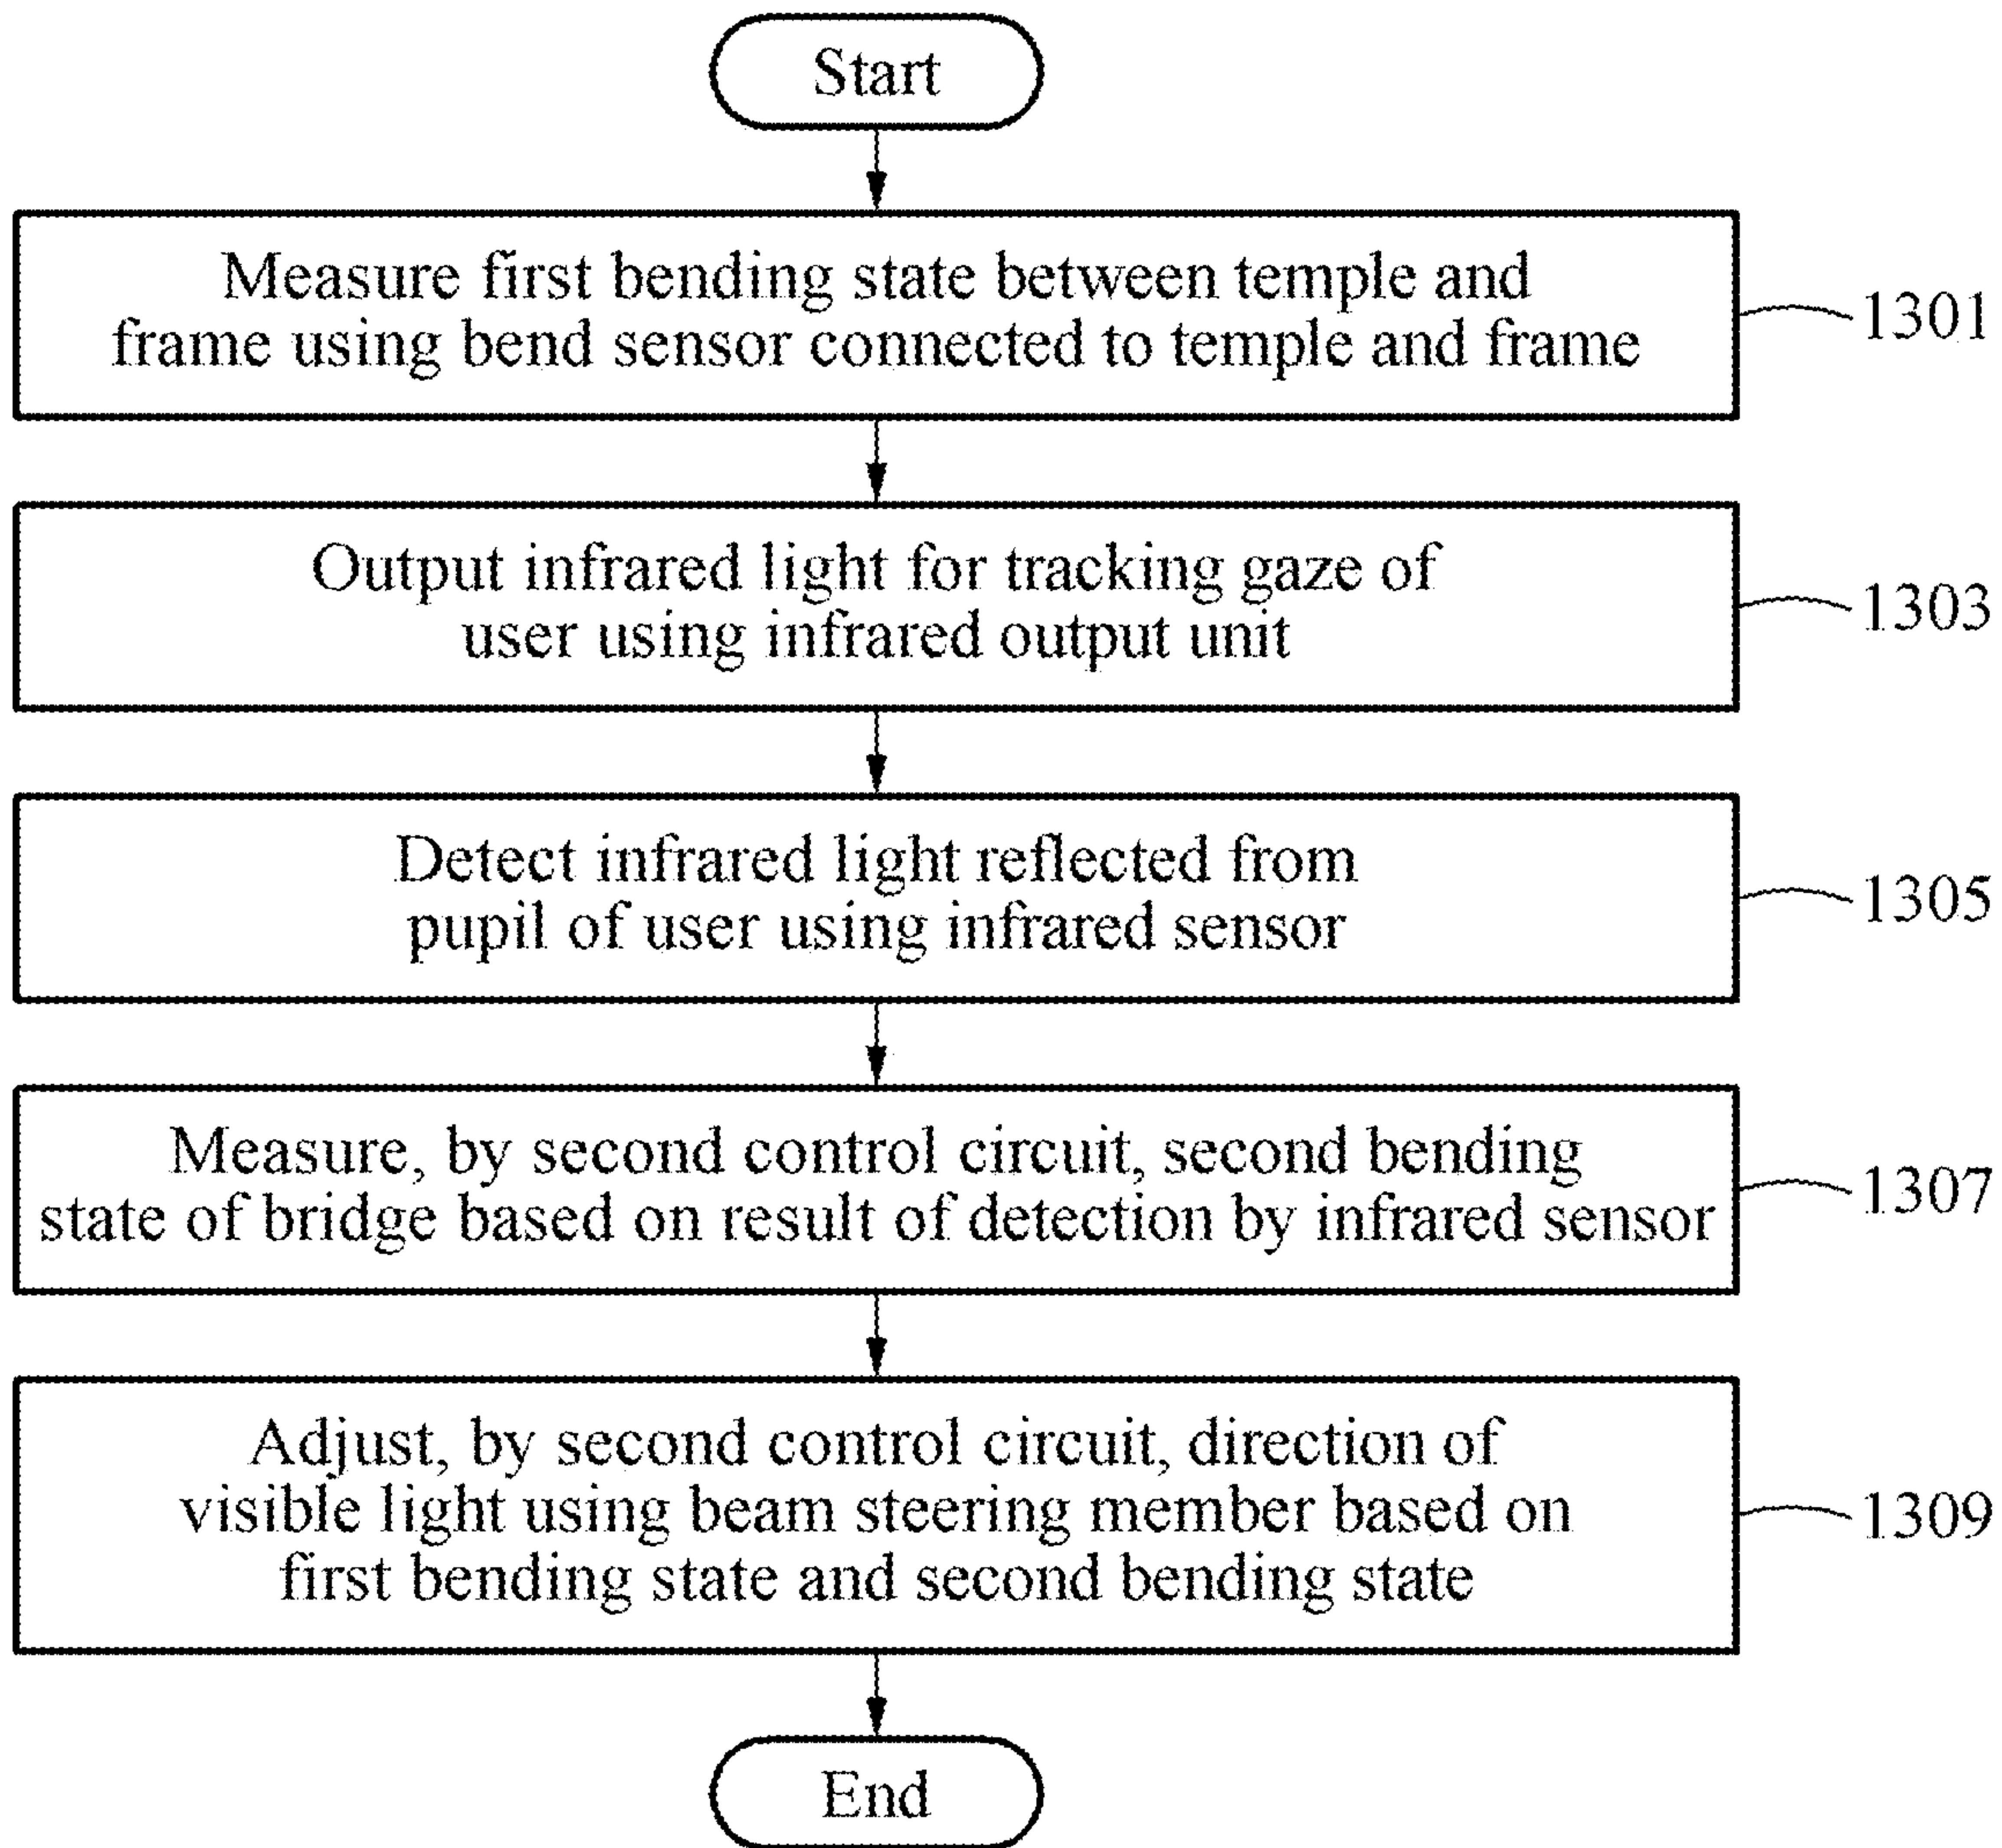 Start
Measure first bending state between temple and
frame using bend sensor connected to temple and frame
1301
Output infrared light for tracking gaze of
user using infrared output unit
1303
Detect infrared light reflected from
pupil of user using infrared sensor
1305
Measure, by second control circuit, second bending
state of bridge based on result of detection by infrared sensor
1307
Adjust, by second control circuit, direction of
visible light using beam steering member based on
first bending state and second bending state
1309
End